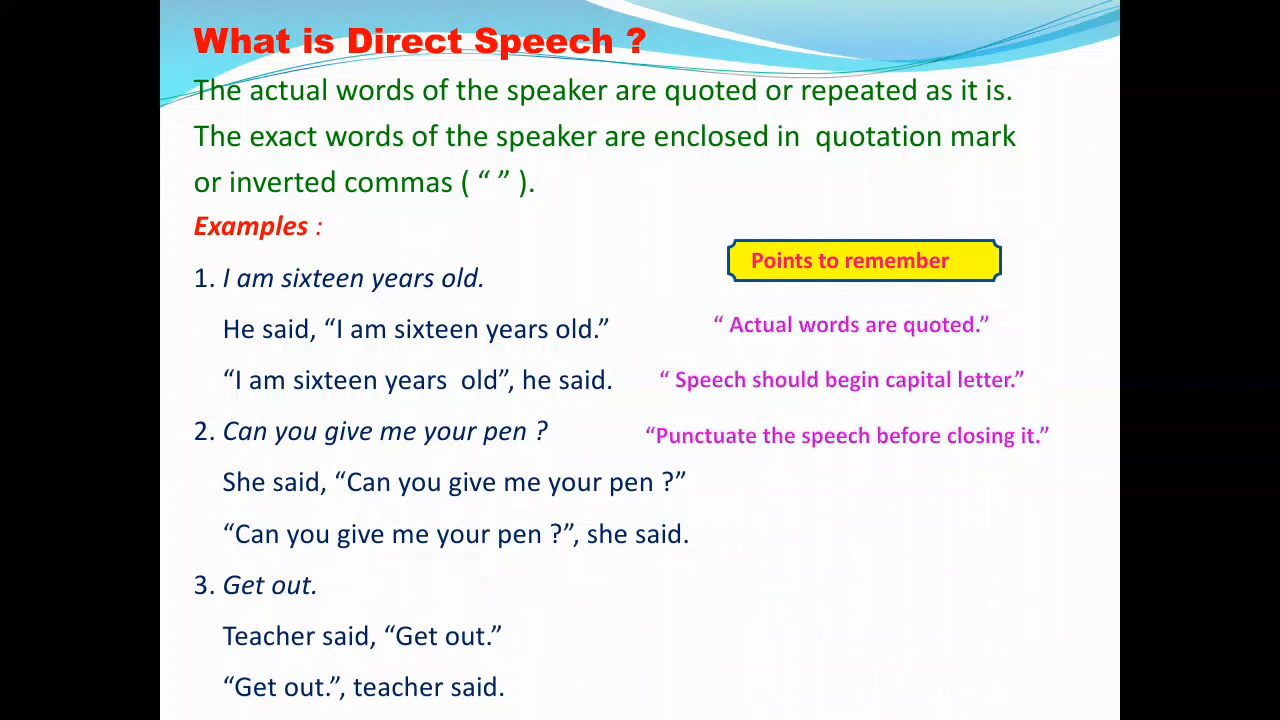 What is Direct Speech ?
The actual words of the speaker are quoted or repeated as it is.
The exact words of the speaker are enclosed in  quotation mark
or inverted commas ( “ ” ).
Examples :
1. I am sixteen years old.
He said, “I am sixteen years old.”
“I am sixteen years  old”, he said.
2. Can you give me your pen ?
She said, “Can you give me your pen ?”
“Can you give me your pen ?”, she said.
3. Get out.
Teacher said, “Get out.”
“Get out.”, teacher said.
Points to remember
“ Actual words are quoted.”
“ Speech should begin capital letter.”
“Punctuate the speech before closing it.”